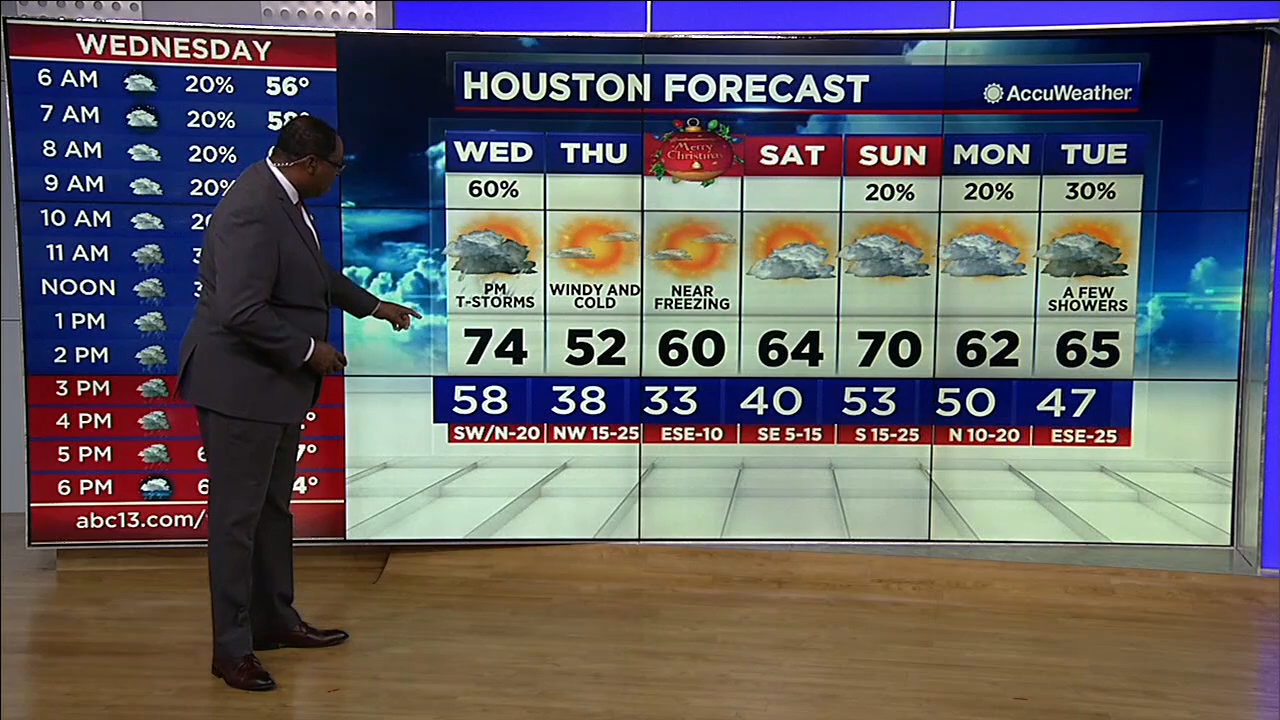 WEDNESDAY
6 AM 20% 56°
7 AM 20%
8 AM 20%
9 AM 20%
10 AM
11 AM
NOON
1 PM
2 PM
3 PM
4 PM
5 PM
6 PM
abc13.com/
HOUSTON FORECAST
AccuWeather
WED THU Merry Christmas SAT SUN MON TUE
60% 20% 20% 30%
PM T-STORMS
WINDY AND COLD
NEAR FREEZING
A FEW SHOWERS
74 52 60 64 70 62 65
58 38 33 40 53 50 47
SW/N-20 NW 15-25 ESE-10 SE 5-15 S 15-25 N 10-20 ESE-25